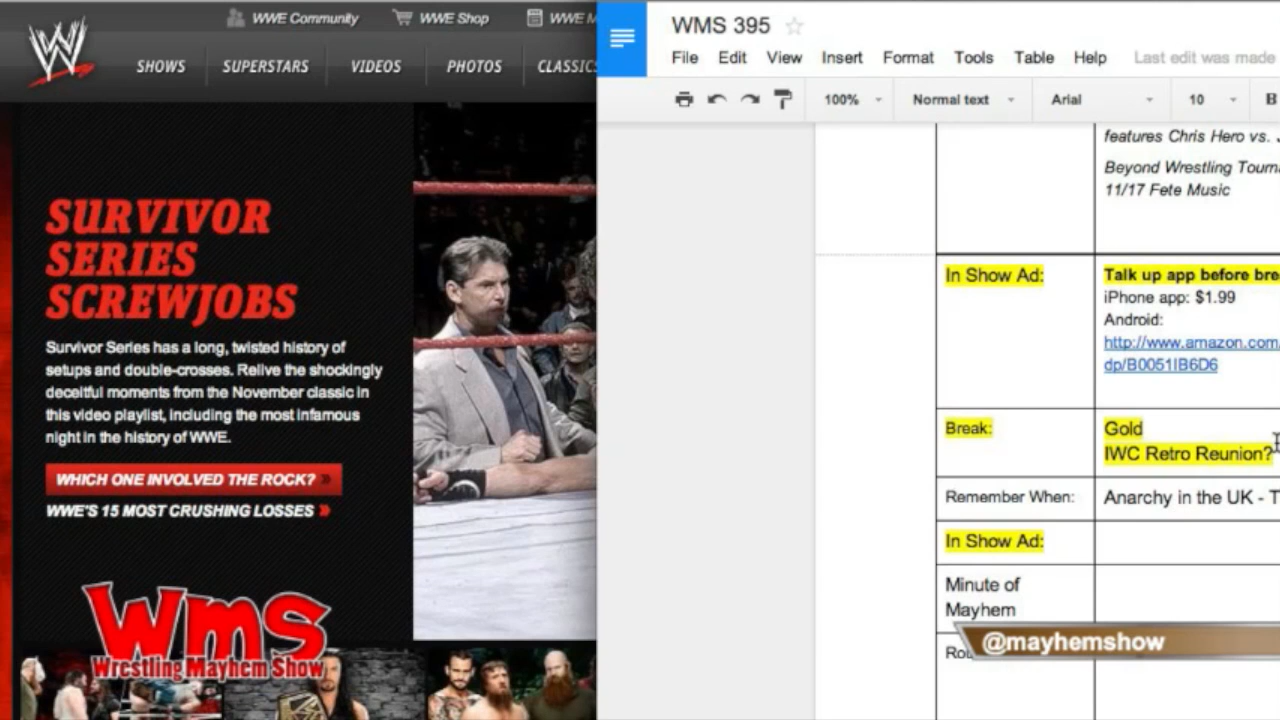 WWE Community
WWE Shop
WWE M
W
SHOWS
SUPERSTARS
VIDEOS
PHOTOS
CLASSICS
SURVIVOR
SERIES
SCREWJOBS
Survivor Series has a long, twisted history of
setups and double-crosses. Relive the shockingly
deceitful moments from the November classic in
this video playlist, including the most infamous
night in the history of WWE.
WHICH ONE INVOLVED THE ROCK?
WWE'S 15 MOST CRUSHING LOSSES
WMS
Wrestling Mayhem Show
WMS 395
File Edit View Insert Format Tools Table Help Last edit was made
100% Normal text Arial 10 B
features Chris Hero vs.
Beyond Wrestling Tourna
11/17 Fete Music
In Show Ad:
Talk up app before bre
iPhone app: $1.99
Android:
http://www.amazon.com/
dp/B0051IB6D6
Break:
Gold
IWC Retro Reunion?
Remember When:
Anarchy in the UK - T
In Show Ad:
Minute of
Mayhem
@mayhemshow